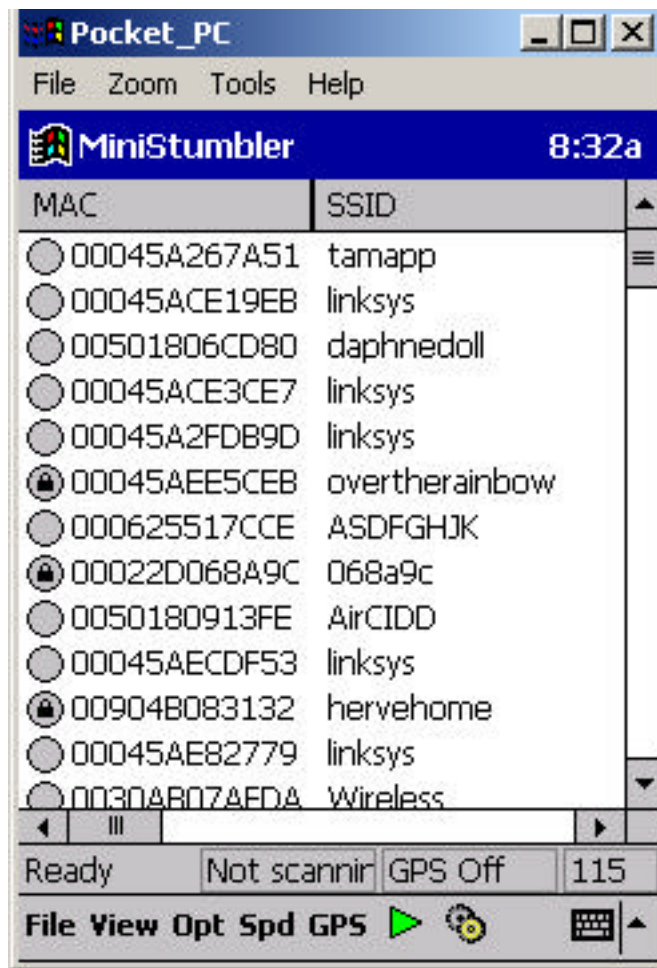 Pocket_PC
File Zoom Tools Help
MiniStumbler 8:32a
MAC SSID
00045A267A51 tamapp
00045ACE19EB linksys
00501806CD80 daphnedoll
00045ACE3CE7 linksys
00045A2FDB9D linksys
00045AEE5CEB overtherainbow
000625517CCE ASDFGHJK
00022D068A9C 068a9c
0050180913FE AirCIDD
00045AECDF53 linksys
00904B083132 hervehome
00045AE82779 linksys
0030AB07AFDA Wireless
Ready Not scannin GPS Off 115
File View Opt Spd GPS